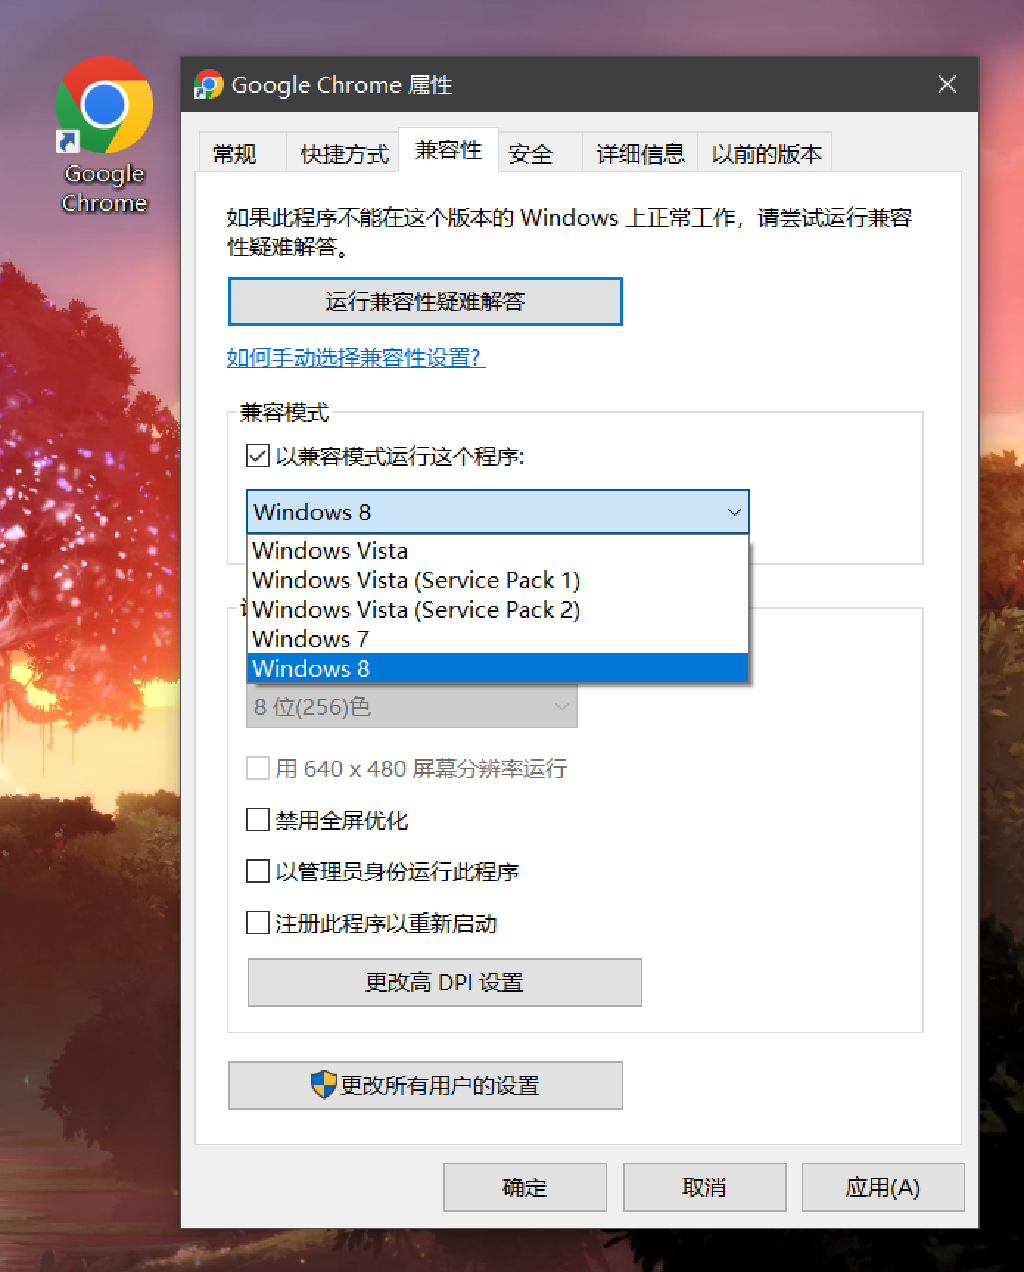 Google
Chrome
Google Chrome 属性
常规
快捷方式
兼容性
安全
详细信息
以前的版本
如果此程序不能在这个版本的 Windows 上正常工作，请尝试运行兼容
性疑难解答。
运行兼容性疑难解答
如何手动选择兼容性设置?
兼容模式
以兼容模式运行这个程序:
Windows 8
Windows Vista
Windows Vista (Service Pack 1)
Windows Vista (Service Pack 2)
Windows 7
Windows 8
8 位(256)色
用 640 x 480 屏幕分辨率运行
禁用全屏优化
以管理员身份运行此程序
注册此程序以重新启动
更改高 DPI 设置
更改所有用户的设置
确定
取消
应用(A)